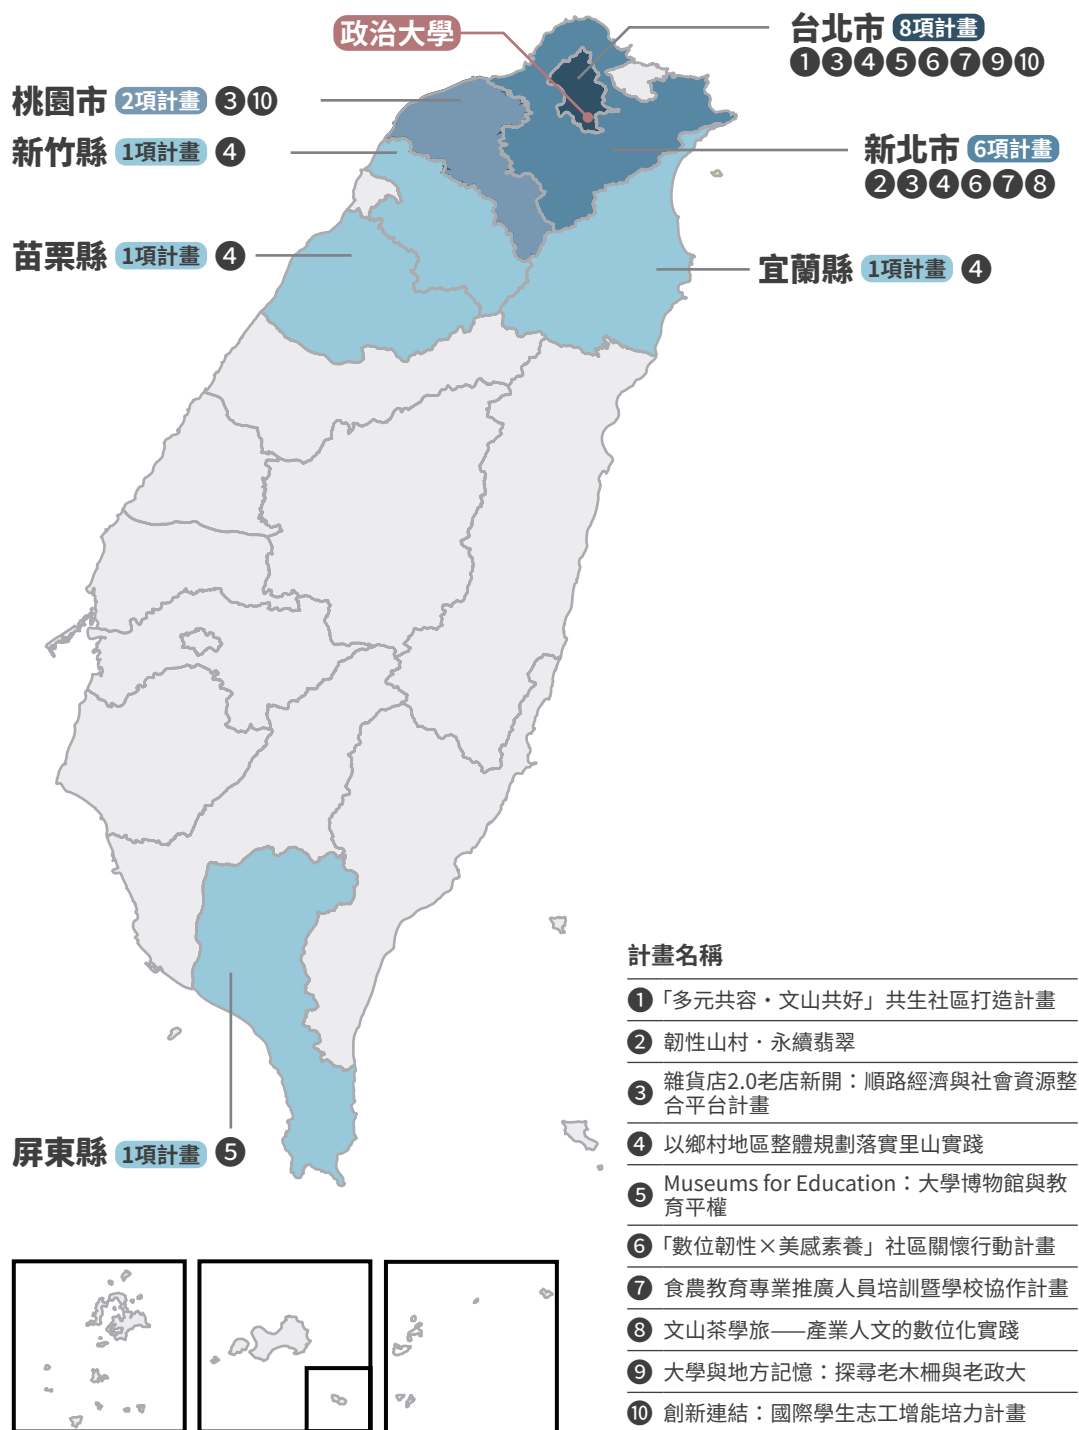 政治大學
台北市 8項計畫
❶❸❹❺❻❼❾❿
桃園市 2項計畫 ❸❿
新竹縣 1項計畫 ❹
新北市 6項計畫
❷❸❹❻❼❽
苗栗縣 1項計畫 ❹
宜蘭縣 1項計畫 ❹
屏東縣 1項計畫 ❺
計畫名稱
❶「多元共容・文山共好」共生社區打造計畫
❷ 韌性山村・永續翡翠
❸ 雜貨店2.0老店新開：順路經濟與社會資源整
合平台計畫
❹ 以鄉村地區整體規劃落實里山實踐
❺ Museums for Education：大學博物館與教
育平權
❻「數位韌性×美感素養」社區關懷行動計畫
❼ 食農教育專業推廣人員培訓暨學校協作計畫
❽ 文山茶學旅——產業人文的數位化實踐
❾ 大學與地方記憶：探尋老木柵與老政大
❿ 創新連結：國際學生志工增能培力計畫